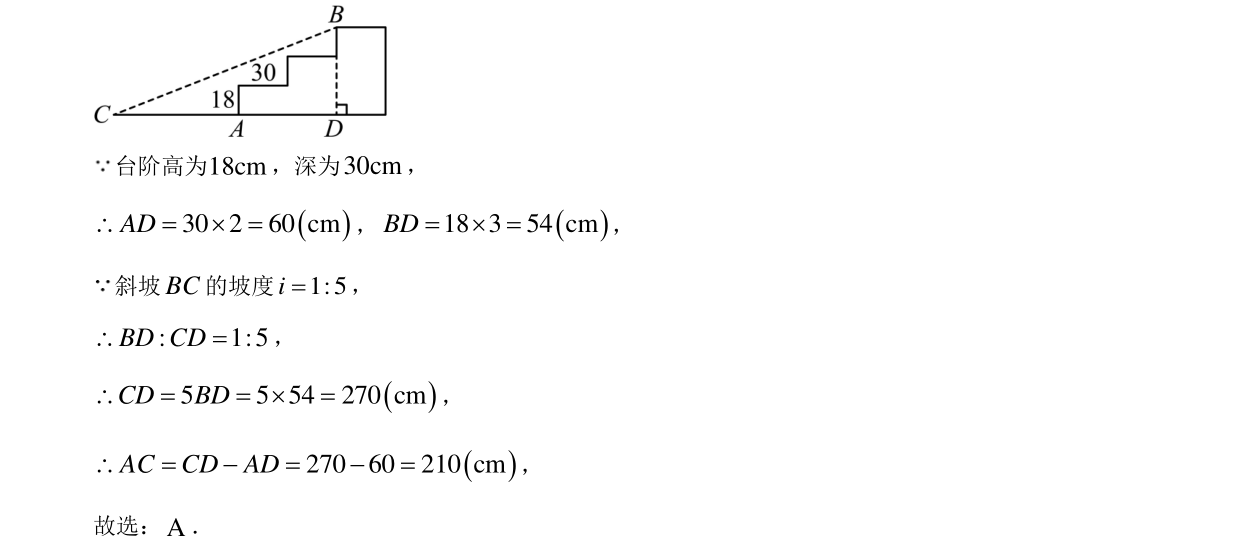 B
30
18
C
A
D
∵台阶高为18cm，深为30cm，
∴AD=30×2=60(cm)，BD=18×3=54(cm)，
∵斜坡BC的坡度i=1:5，
∴BD:CD=1:5，
∴CD=5BD=5×54=270(cm)，
∴AC=CD−AD=270−60=210(cm)，
故选：A．